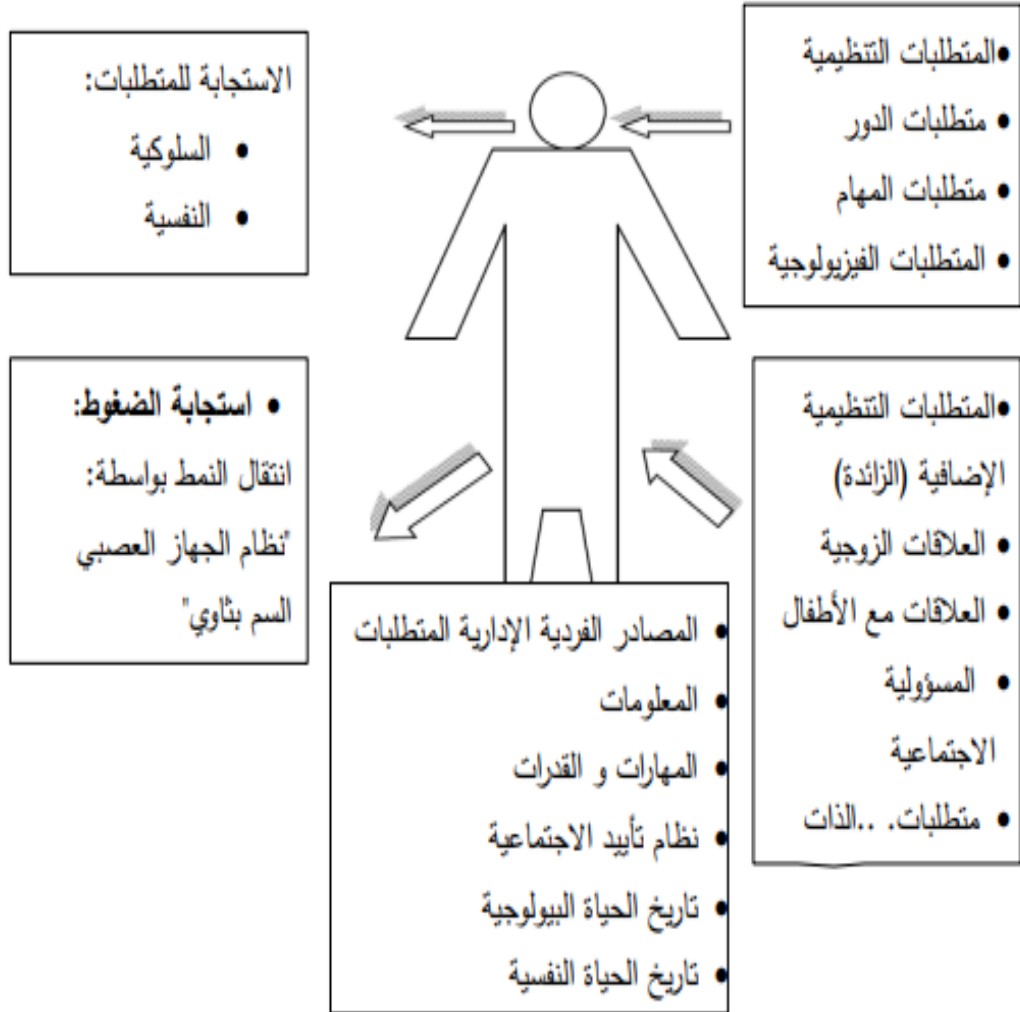 •المتطلبات التنظيمية
• متطلبات الدور
• متطلبات المهام
• المتطلبات الفيزيولوجية
الاستجابة للمتطلبات:
• السلوكية
• النفسية
•المتطلبات التنظيمية
الإضافية (الزائدة)
• العلاقات الزوجية
• العلاقات مع الأطفال
• المسؤولية
الاجتماعية
• متطلبات. ..الذات
• استجابة الضغوط:
انتقال النمط بواسطة:
"نظام الجهاز العصبي
السم بثاوي"
• المصادر الفردية الإدارية المتطلبات
• المعلومات
• المهارات و القدرات
• نظام تأييد الاجتماعية
• تاريخ الحياة البيولوجية
• تاريخ الحياة النفسية